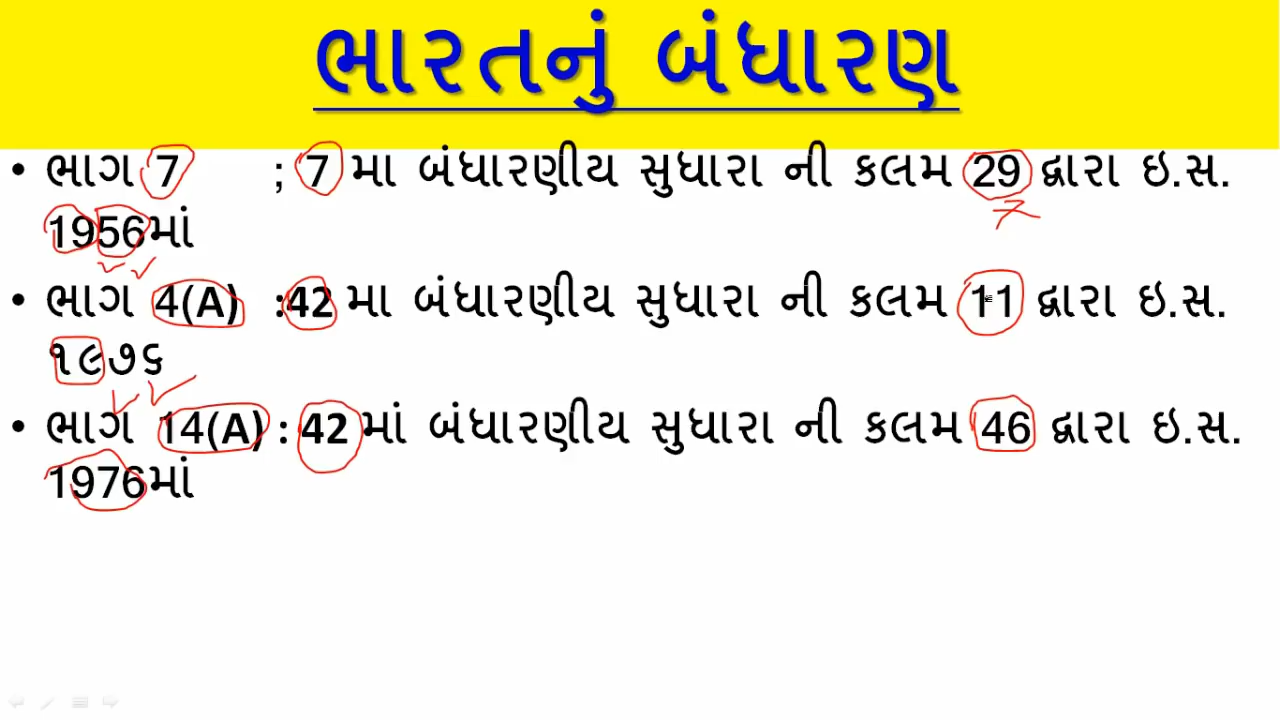 ભારતનું બંધારણ
• ભાગ 7 ; 7 મા બંધારણીય સુધારા ની કલમ 29 દ્વારા ઇ.સ.
1956માં
• ભાગ 4(A) :42 મા બંધારણીય સુધારા ની કલમ 11 દ્વારા ઇ.સ.
૧૯૭૬
• ભાગ 14(A) : 42 માં બંધારણીય સુધારા ની કલમ 46 દ્વારા ઇ.સ.
1976માં